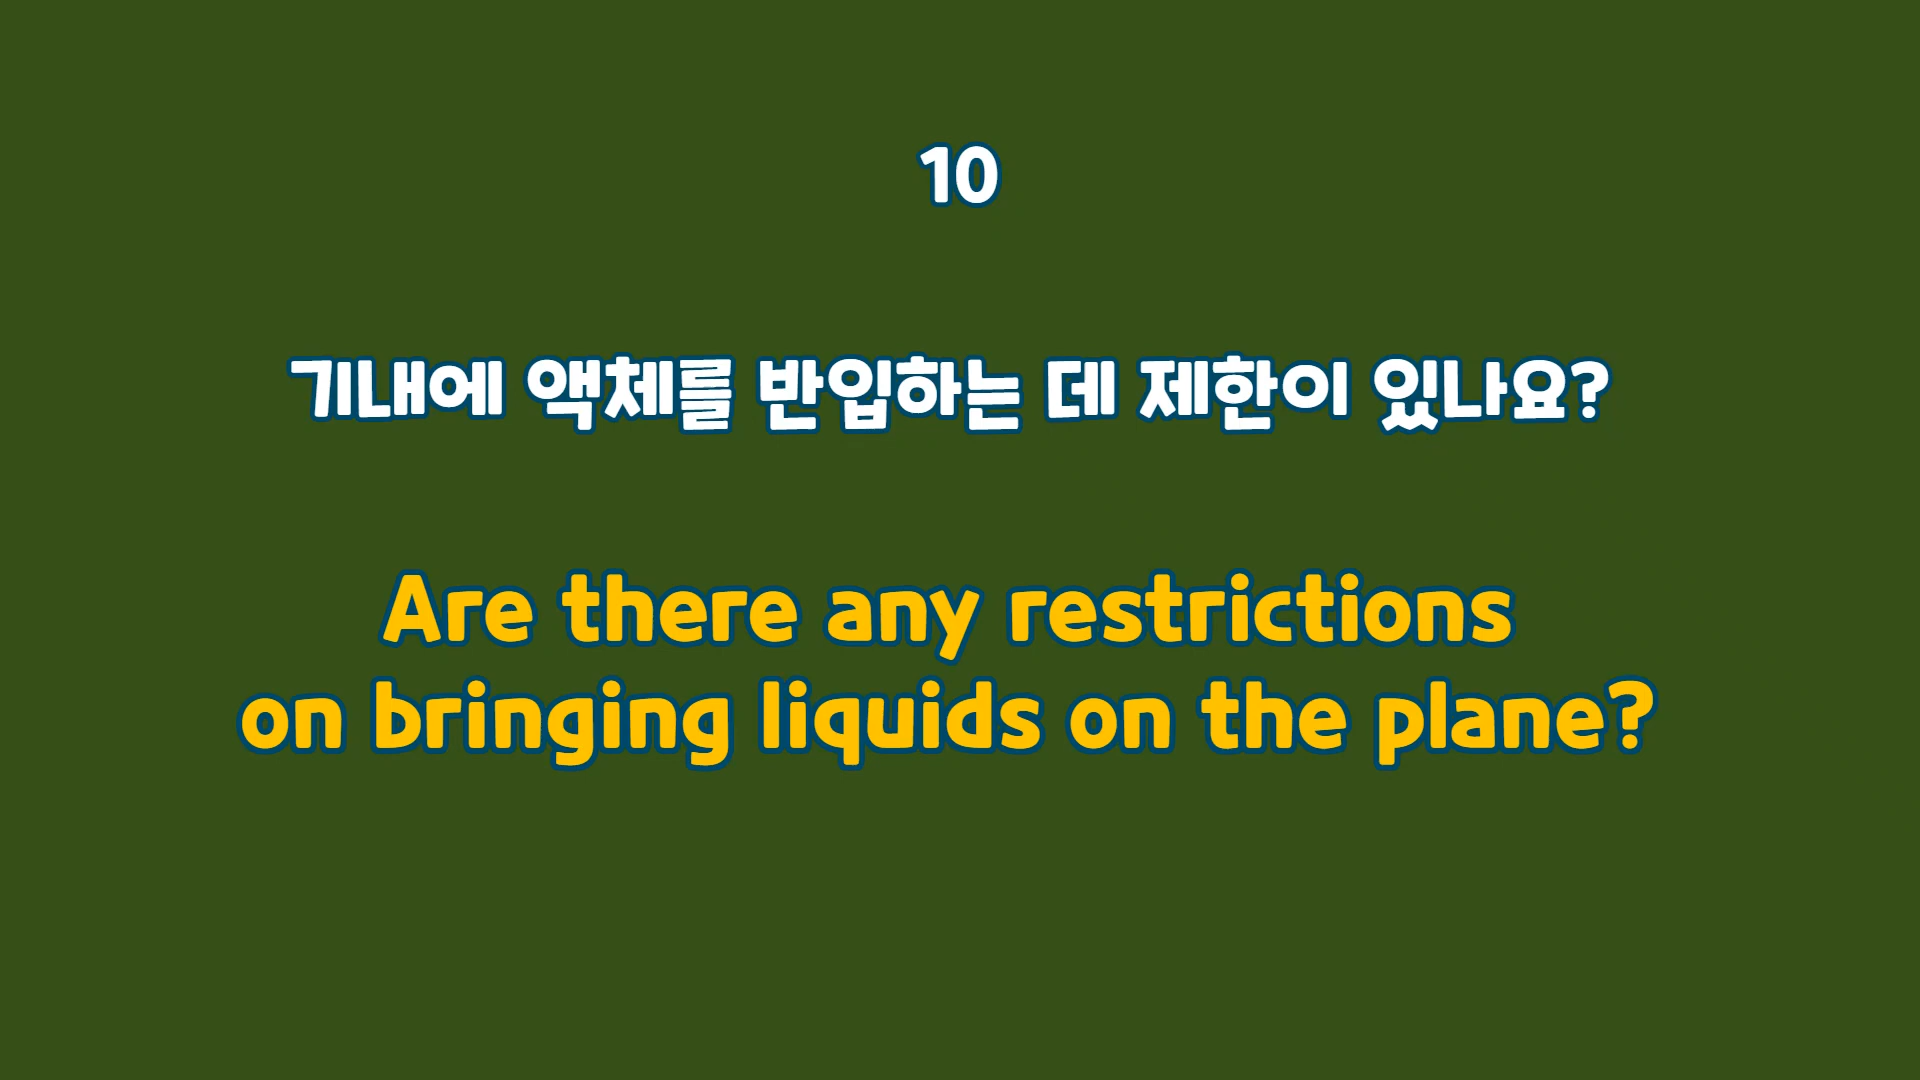 10
기내에 액체를 반입하는 데 제한이 있나요?
Are there any restrictions
on bringing liquids on the plane?